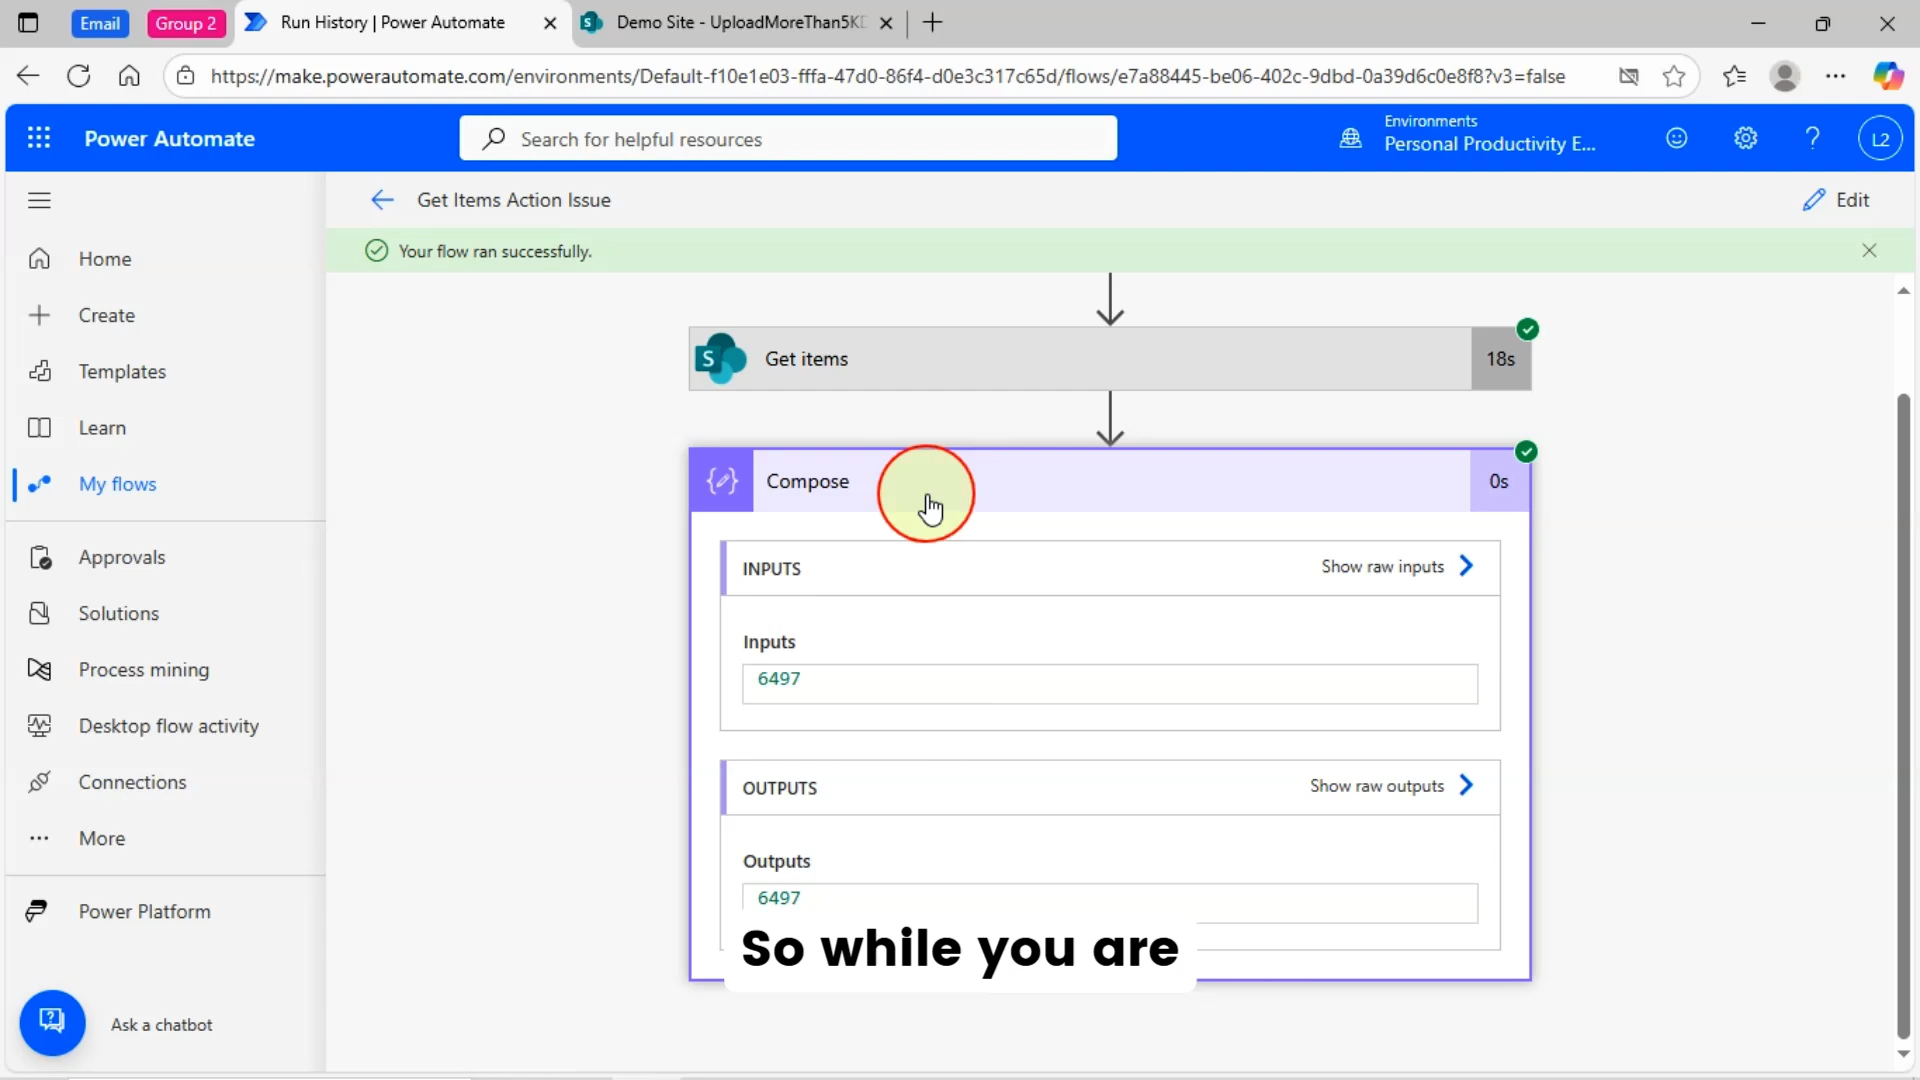 Email
Group 2
Run History | Power Automate
Demo Site - UploadMoreThan5K
https://make.powerautomate.com/environments/Default-f10e1e03-fffa-47d0-86f4-d0e3c317c65d/flows/e7a88445-be06-402c-9dbd-0a39d6c0e8f8?v3=false
Power Automate
Search for helpful resources
Environments
Personal Productivity E...
L2
Get Items Action Issue
Edit
Your flow ran successfully.
Home
Create
Templates
Learn
My flows
Approvals
Solutions
Process mining
Desktop flow activity
Connections
More
Power Platform
Ask a chatbot
S
Get items
18s
Compose
0s
INPUTS
Show raw inputs
Inputs
6497
OUTPUTS
Show raw outputs
Outputs
6497
So while you are